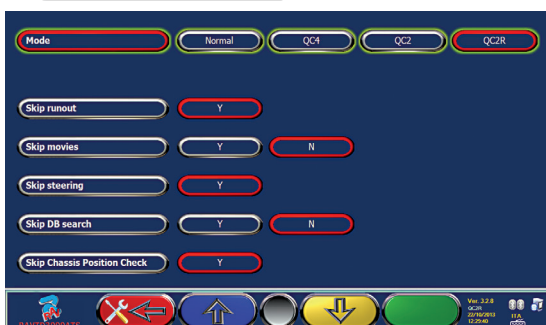 Mode Normal QC4 QC2 QC2R
Skip runout Y
Skip movies Y N
Skip steering Y
Skip DB search Y N
Skip Chassis Position Check Y
Ver. 3.2.0
QC2R
22/10/2013
12:29:40
ITA